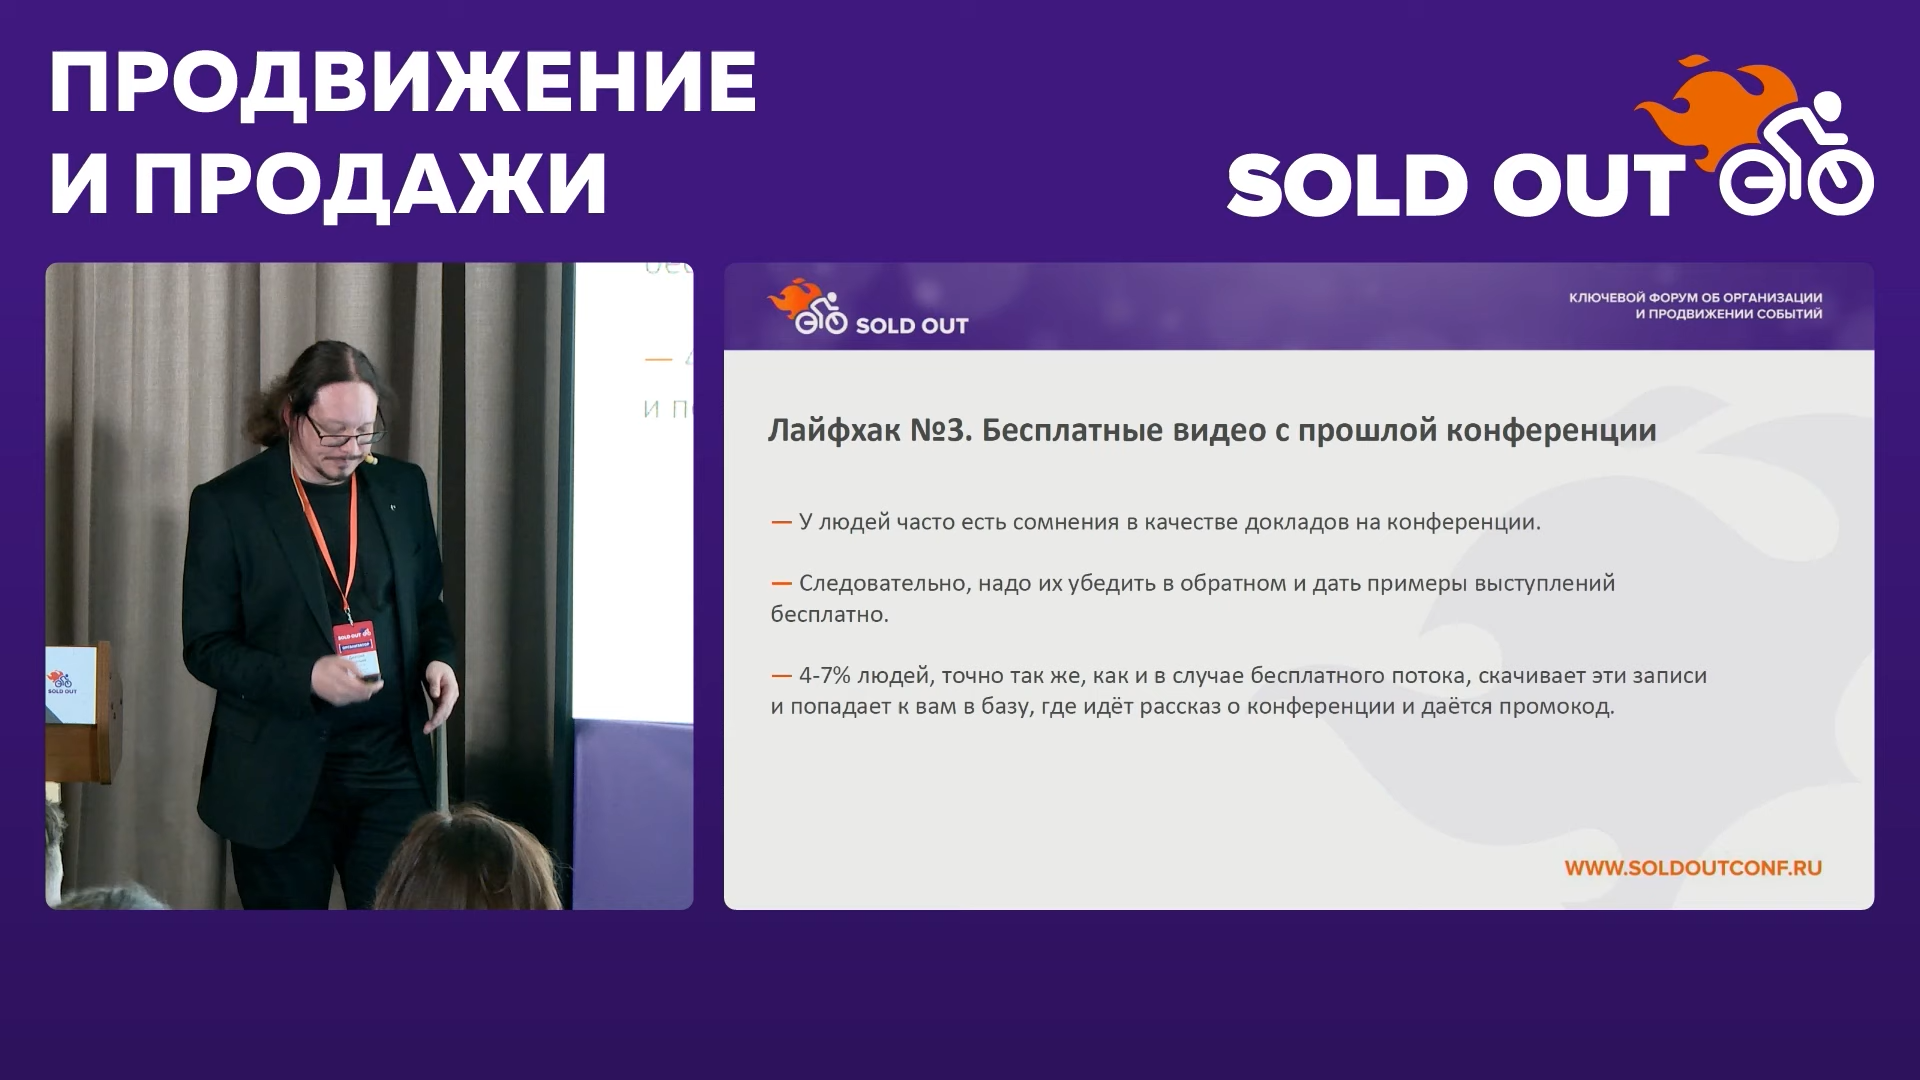 ПРОДВИЖЕНИЕ
И ПРОДАЖИ
SOLD OUT
SOLD OUT
КЛЮЧЕВОЙ ФОРУМ ОБ ОРГАНИЗАЦИИ
И ПРОДВИЖЕНИИ СОБЫТИЙ
Лайфхак №3. Бесплатные видео с прошлой конференции
— У людей часто есть сомнения в качестве докладов на конференции.
— Следовательно, надо их убедить в обратном и дать примеры выступлений
бесплатно.
— 4-7% людей, точно так же, как и в случае бесплатного потока, скачивает эти записи
и попадает к вам в базу, где идёт рассказ о конференции и даётся промокод.
WWW.SOLDOUTCONF.RU
SOLD OUT
SOLD OUT